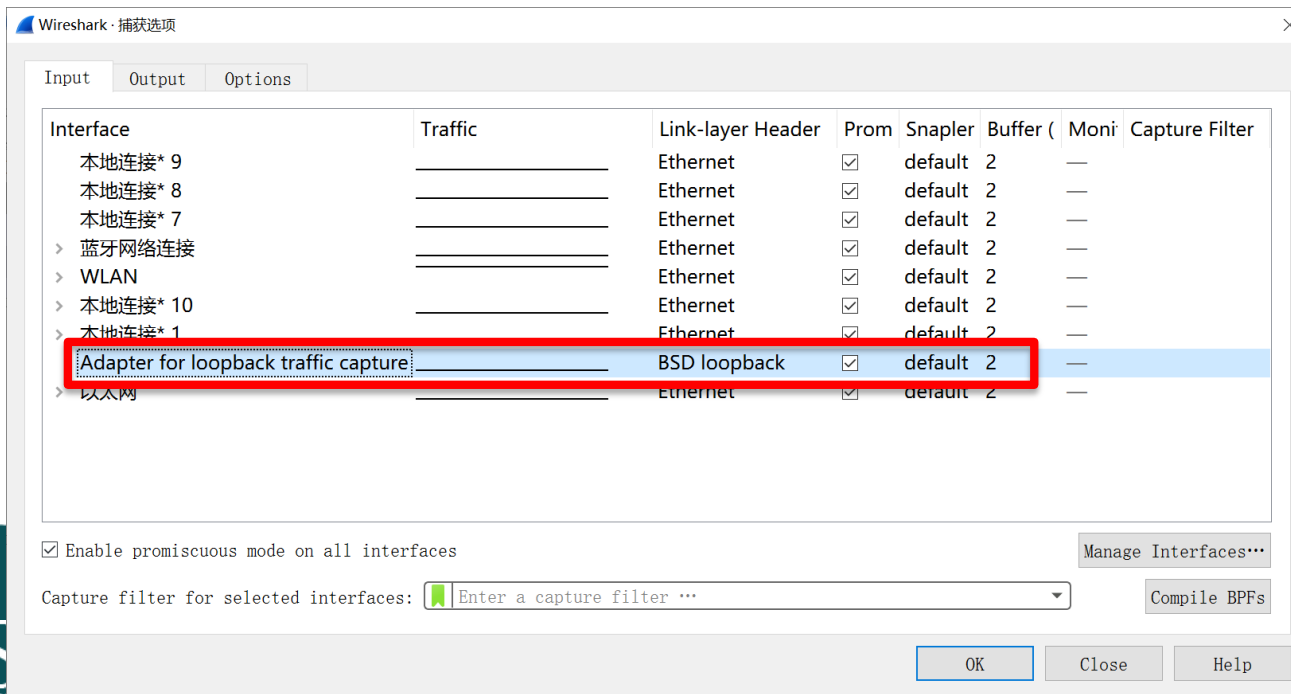 Wireshark · 捕获选项
Input Output Options
Interface Traffic Link-layer Header Prom Snapler Buffer ( Moni Capture Filter
本地连接* 9 Ethernet default 2 —
本地连接* 8 Ethernet default 2 —
本地连接* 7 Ethernet default 2 —
蓝牙网络连接 Ethernet default 2 —
WLAN Ethernet default 2 —
本地连接* 10 Ethernet default 2 —
本地连接* 1 Ethernet default 2 —
Adapter for loopback traffic capture BSD loopback default 2 —
以太网 Ethernet default 2 —
Enable promiscuous mode on all interfaces
Manage Interfaces…
Capture filter for selected interfaces: Enter a capture filter …
Compile BPFs
OK Close Help